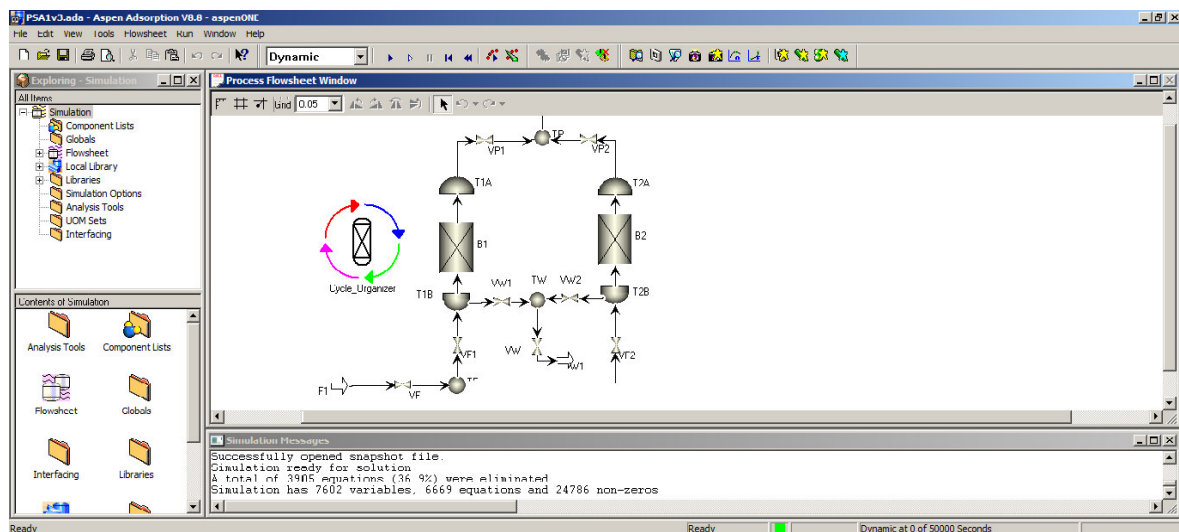 PSA1v3.ada - Aspen Adsorption V8.8 - aspenONE
File Edit View Tools Flowsheet Run Window Help
Dynamic
Exploring - Simulation
All Items
Simulation
Component Lists
Globals
Flowsheet
Local Library
Libraries
Simulation Options
Analysis Tools
UOM Sets
Interfacing
Contents of Simulation
Analysis Tools
Component Lists
Flowsheet
Globals
Interfacing
Libraries
Process Flowsheet Window
Grid 0.05
TP
VP1
VP2
T1A
T2A
B1
B2
Cycle_Organizer
VW1
TW
VW2
T1B
T2B
VF1
VW
VF2
W1
F1
VF
Simulation Messages
Successfully opened snapshot file.
Simulation ready for solution
A total of 3905 equations (36.9%) were eliminated
Simulation has 7602 variables, 6669 equations and 24786 non-zeros
Ready
Ready
Dynamic at 0 of 50000 Seconds